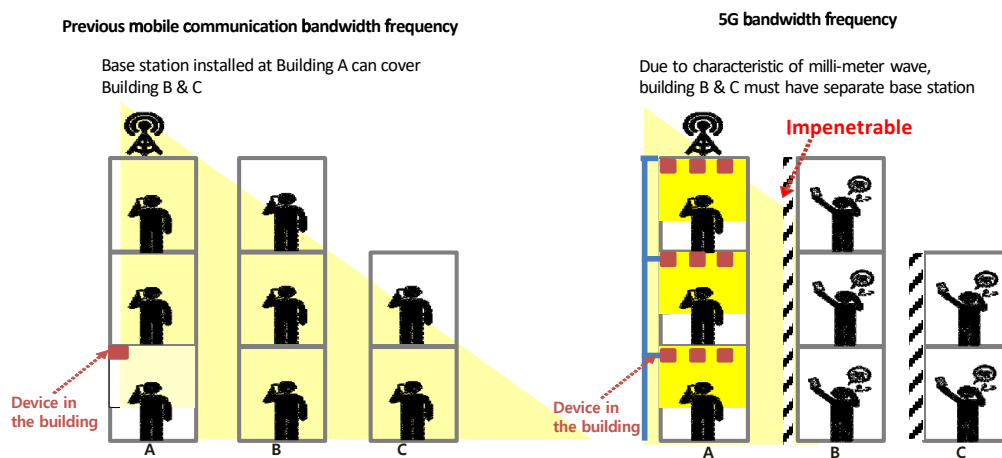 Previous mobile communication bandwidth frequency
Base station installed at Building A can cover
Building B & C
Device in
the building
A
B
C
5G bandwidth frequency
Due to characteristic of milli-meter wave,
building B & C must have separate base station
Impenetrable
Device in
the building
A
B
C